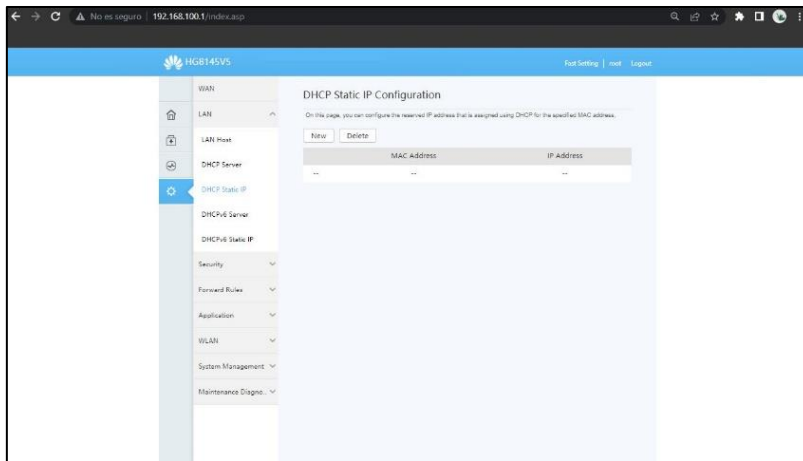 No es seguro | 192.168.100.1/index.asp
HG8145V5
Fast Setting | root Logout
WAN
LAN
LAN Host
DHCP Server
DHCP Static IP
DHCPv6 Server
DHCPv6 Static IP
Security
Forward Rules
Application
WLAN
System Management
Maintenance Diagno..
DHCP Static IP Configuration
On this page, you can configure the reserved IP address that is assigned using DHCP for the specified MAC address.
New Delete
MAC Address IP Address
-- -- --